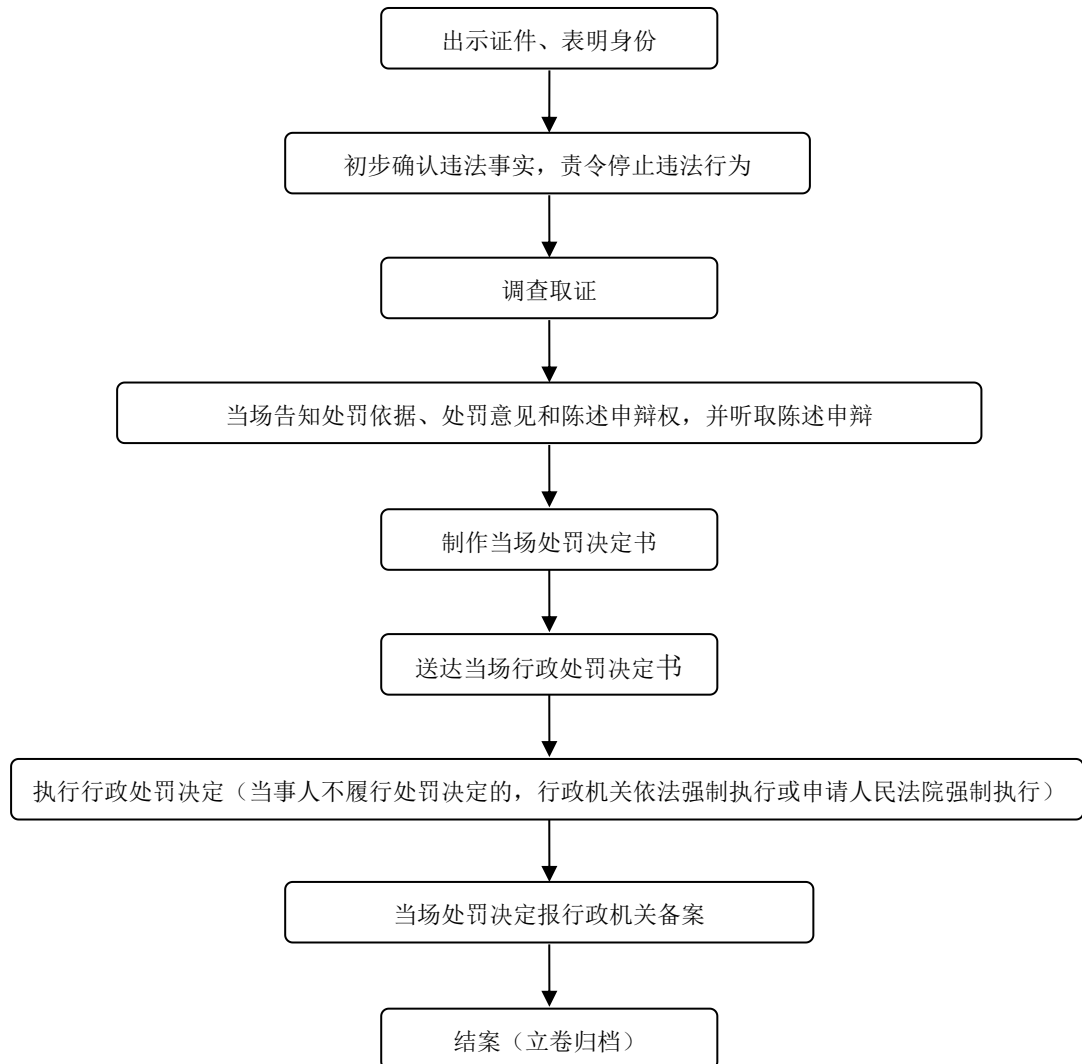 出示证件、表明身份
初步确认违法事实，责令停止违法行为
调查取证
当场告知处罚依据、处罚意见和陈述申辩权，并听取陈述申辩
制作当场处罚决定书
送达当场行政处罚决定书
执行行政处罚决定（当事人不履行处罚决定的，行政机关依法强制执行或申请人民法院强制执行）
当场处罚决定报行政机关备案
结案（立卷归档）